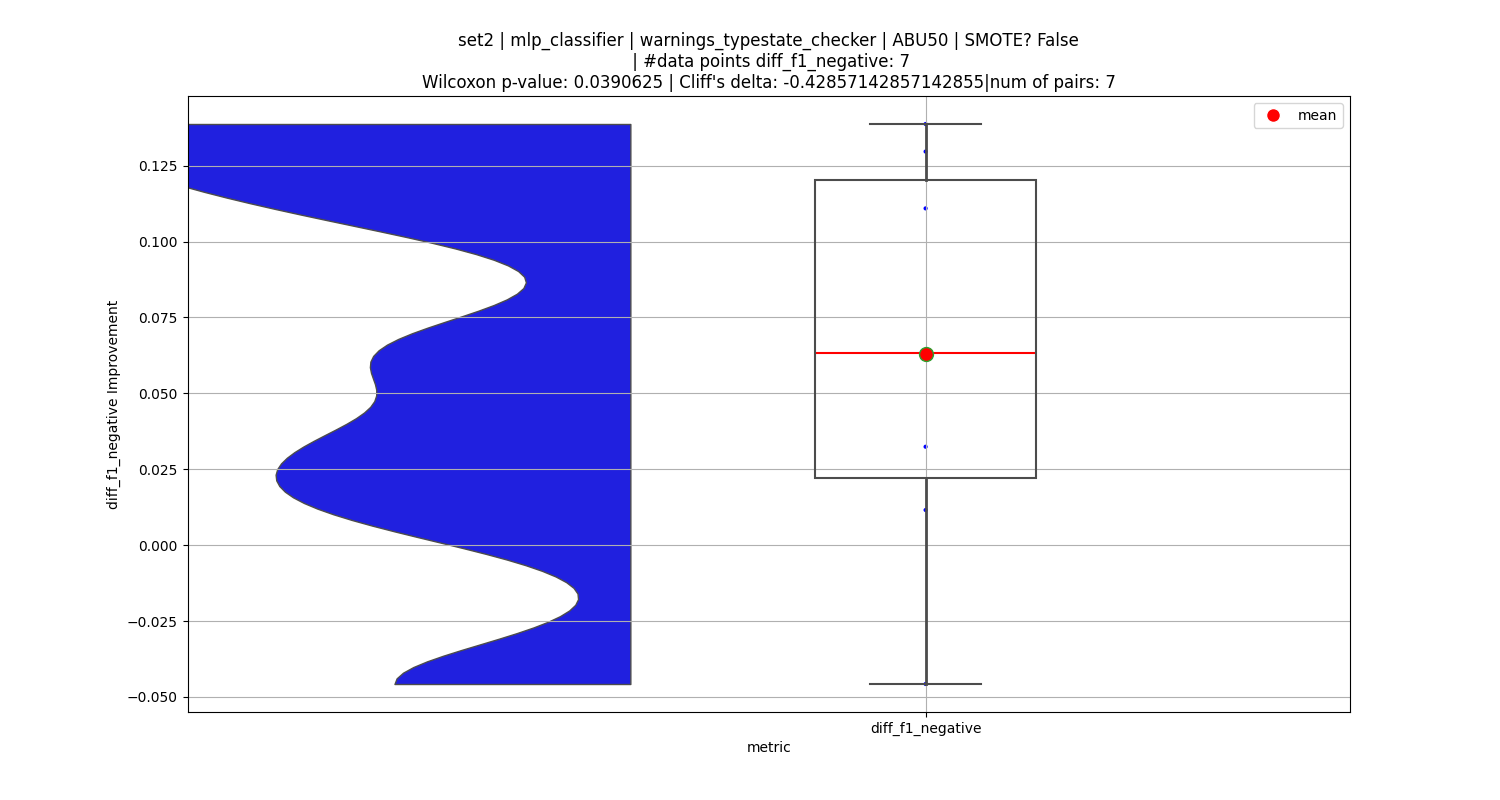 set2 | mlp_classifier | warnings_typestate_checker | ABU50 | SMOTE? False
| #data points diff_f1_negative: 7
Wilcoxon p-value: 0.0390625 | Cliff's delta: -0.42857142857142855|num of pairs: 7
mean
0.125
0.100
0.075
0.050
0.025
0.000
−0.025
−0.050
diff_f1_negative Improvement
diff_f1_negative
metric